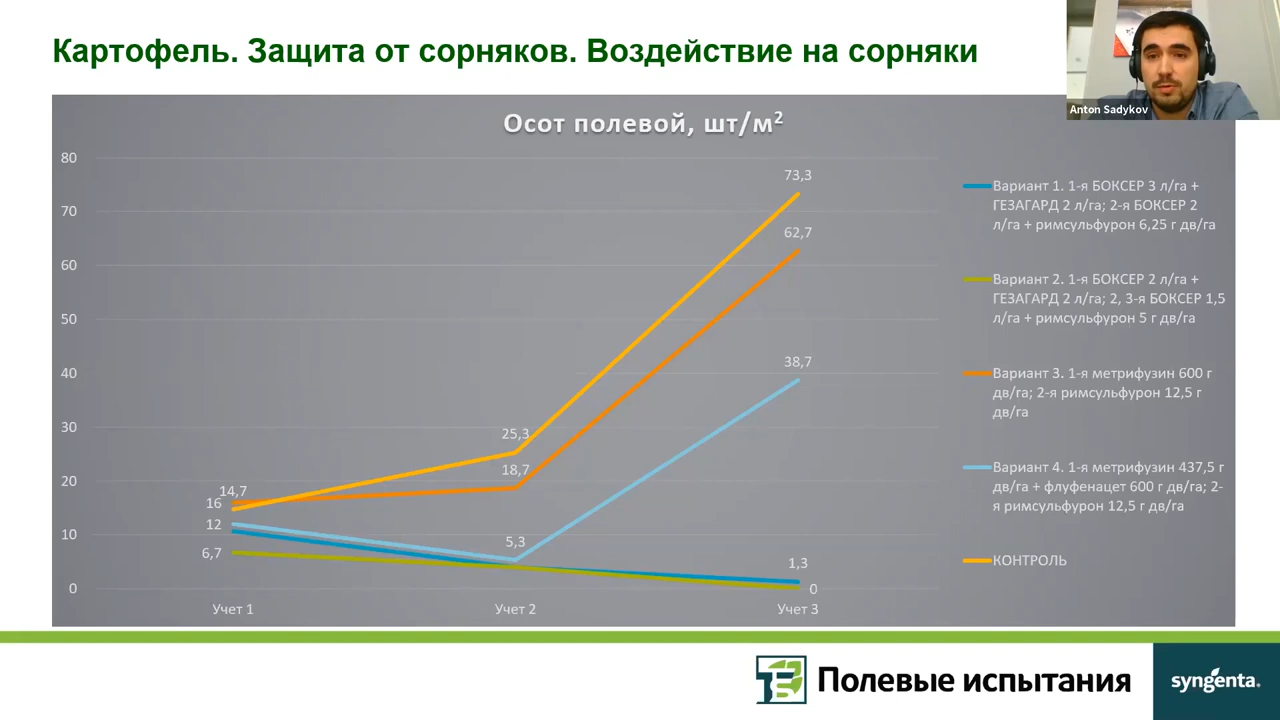 Картофель. Защита от сорняков. Воздействие на сорняки
Anton Sadykov
Осот полевой, шт/м²
80
70
60
50
40
30
20
10
0
73,3
62,7
38,7
25,3
18,7
14,7
16
12
6,7
5,3
1,3
0
Учет 1
Учет 2
Учет 3
Вариант 1. 1-я БОКСЕР 3 л/га +
ГЕЗАГАРД 2 л/га; 2-я БОКСЕР 2
л/га + римсульфурон 6,25 г дв/га
Вариант 2. 1-я БОКСЕР 2 л/га +
ГЕЗАГАРД 2 л/га; 2, 3-я БОКСЕР 1,5
л/га + римсульфурон 5 г дв/га
Вариант 3. 1-я метрифузин 600 г
дв/га; 2-я римсульфурон 12,5 г
дв/га
Вариант 4. 1-я метрифузин 437,5 г
дв/га + флуфенацет 600 г дв/га; 2-
я римсульфурон 12,5 г дв/га
КОНТРОЛЬ
Полевые испытания
syngenta.